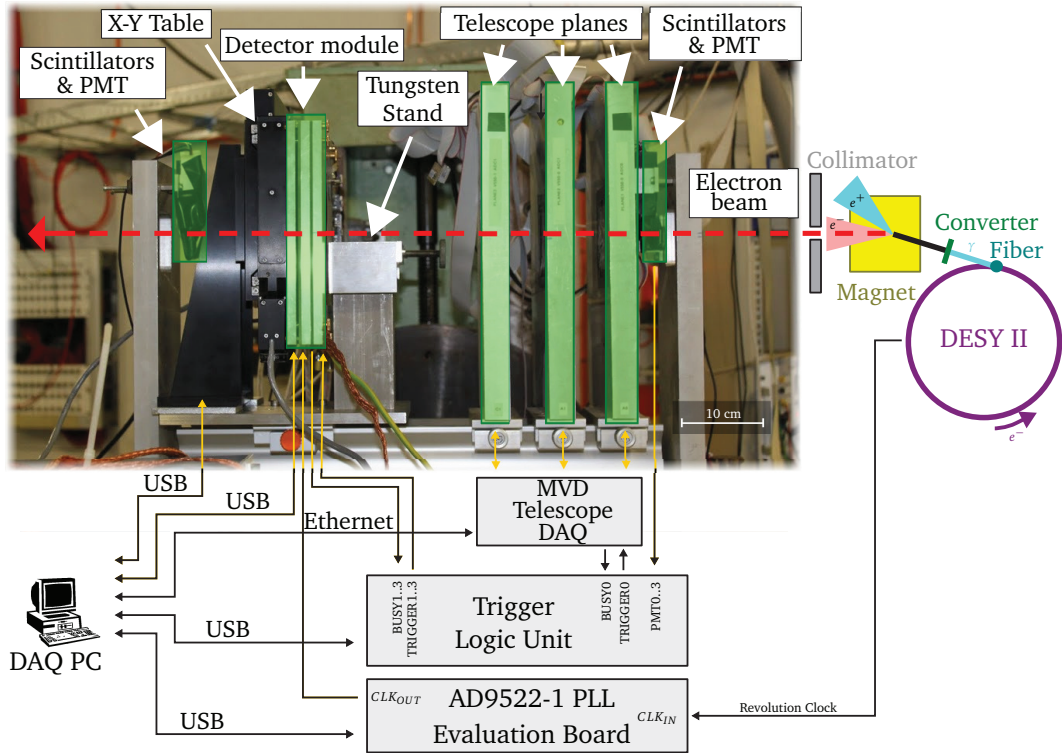 X-Y Table
Detector module
Scintillators
& PMT
Tungsten
Stand
Telescope planes
Scintillators
& PMT
Electron
beam
Collimator
e+
e−
Converter
γ
Fiber
Magnet
DESY II
e−
10 cm
USB
USB
Ethernet
MVD
Telescope
DAQ
BUSY1..3
TRIGGER1..3
BUSY0
TRIGGER0
PMT0..3
Trigger
Logic Unit
USB
DAQ PC
CLKOUT
AD9522-1 PLL
Evaluation Board
CLKIN
Revolution Clock
USB